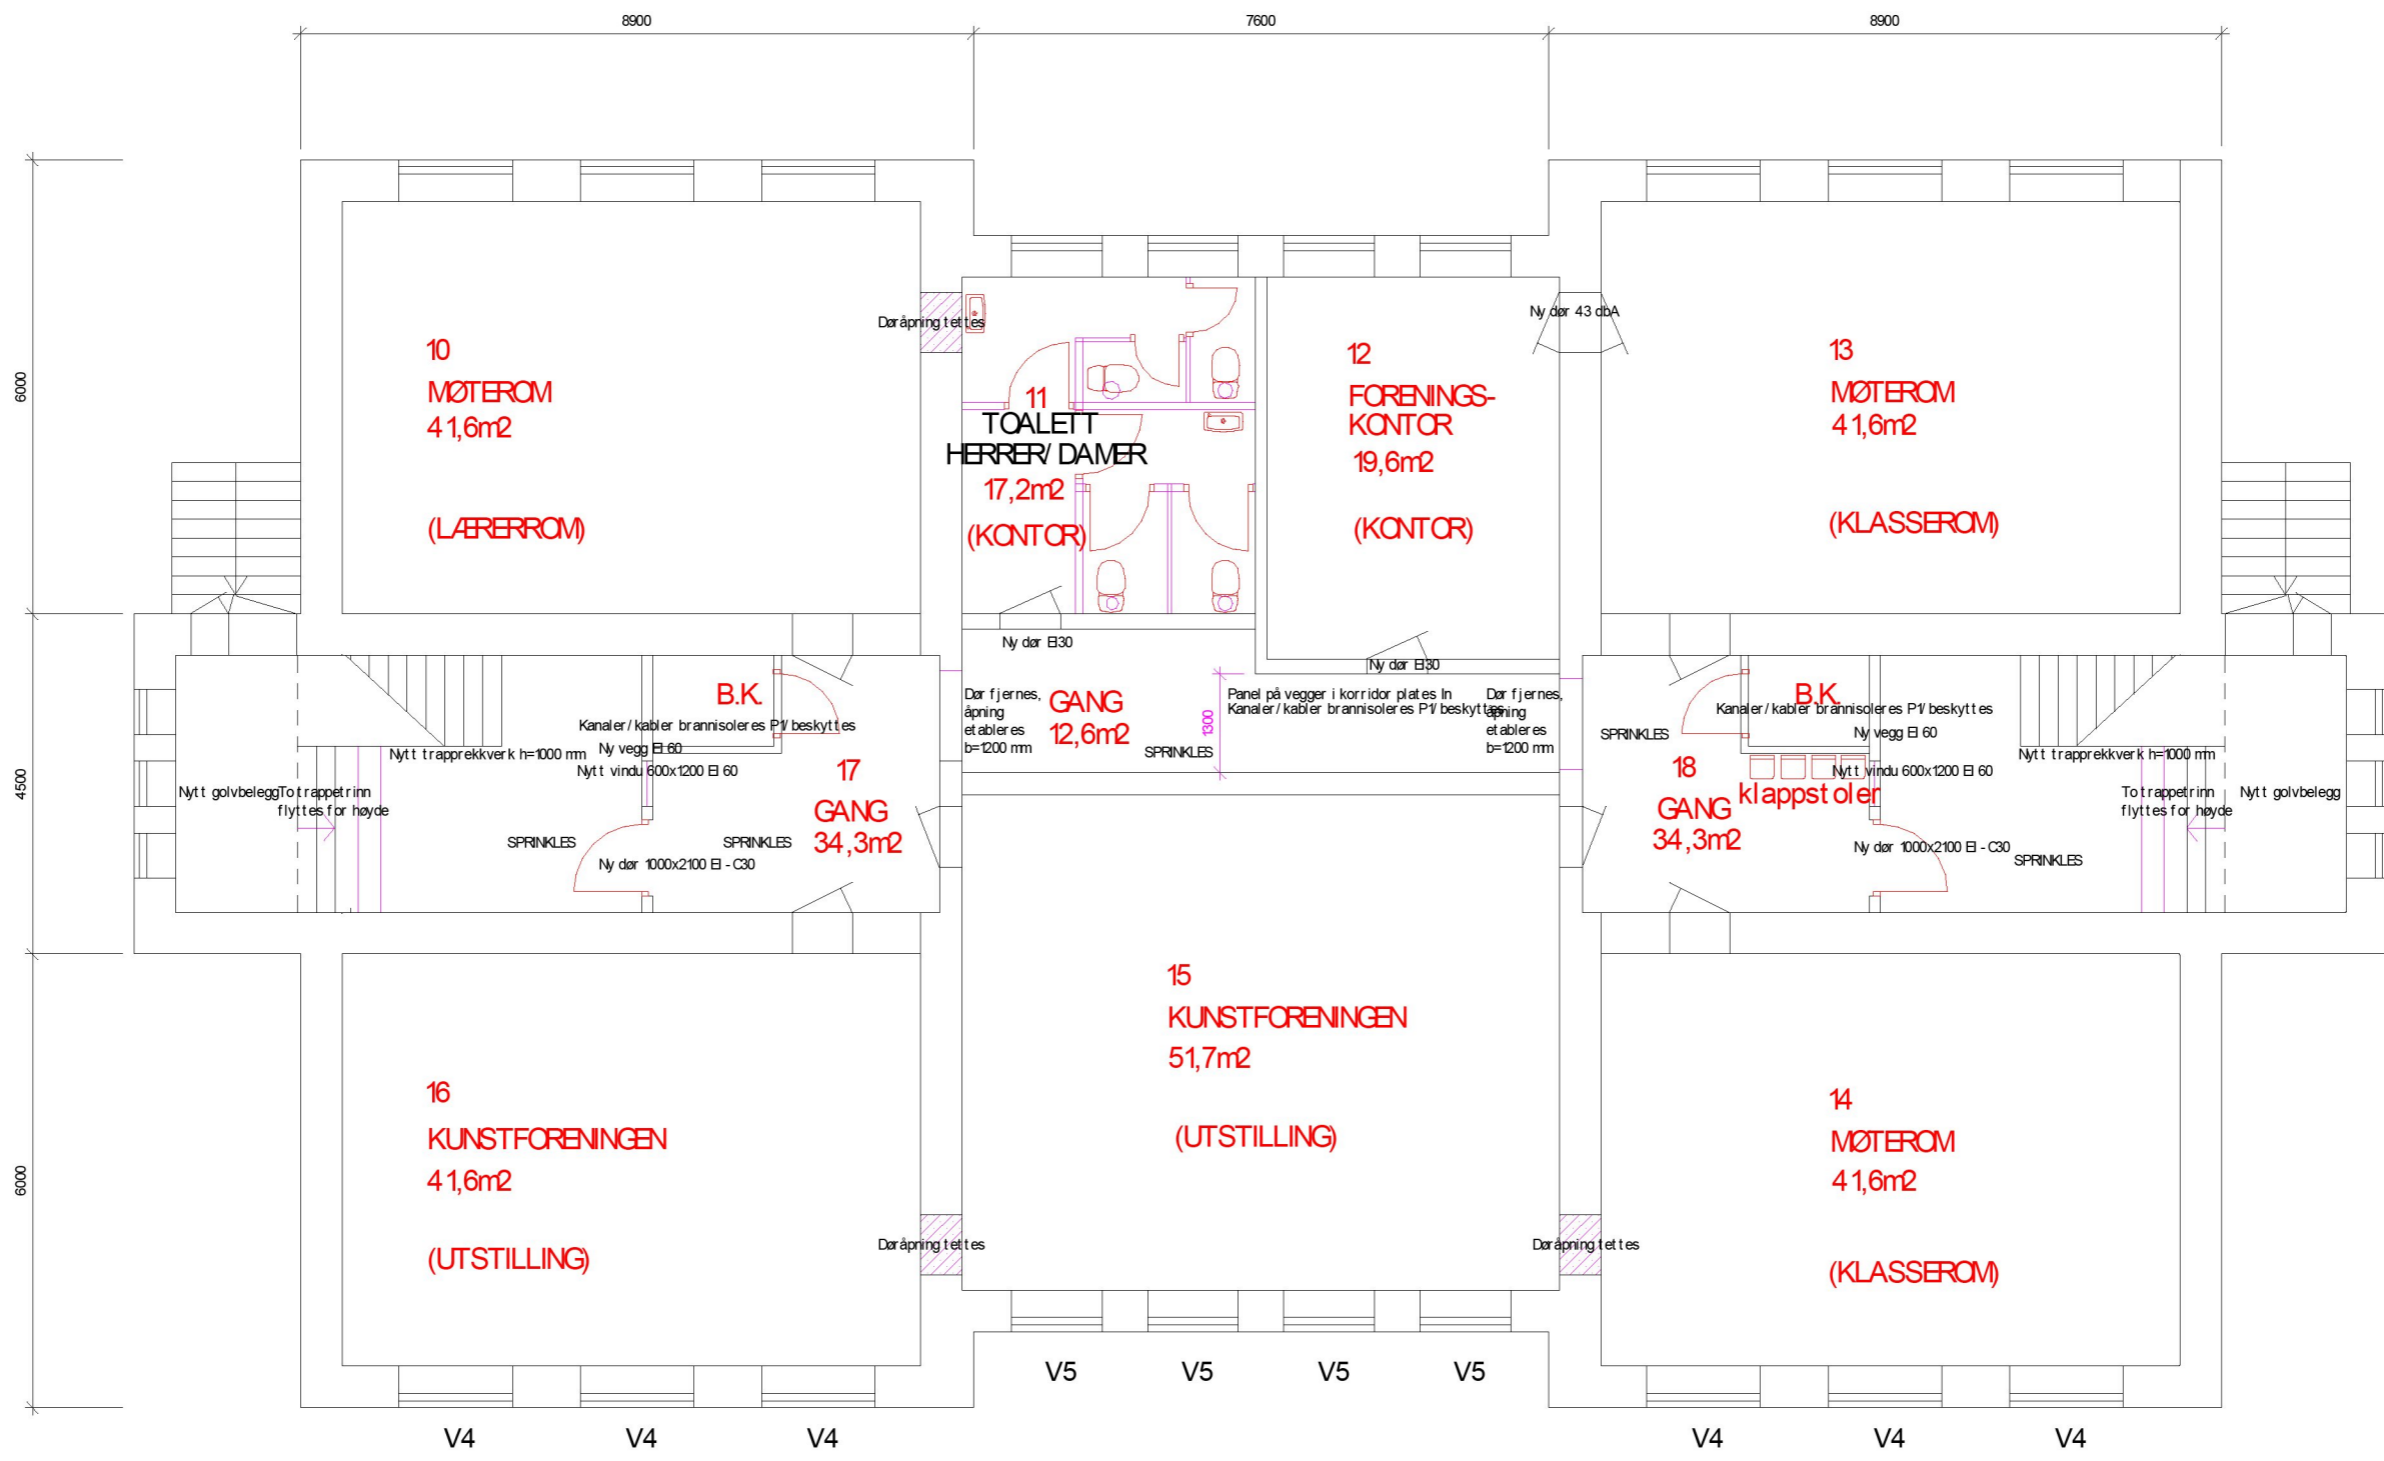 8900
7600
8900
6000
4500
6000
10
MØTEROM
41,6m2
(LÆRERROM)
Døråpning tettes
11
TOALETT
HERRER/ DAMER
17,2m2
(KONTOR)
12
FORENINGS-
KONTOR
19,6m2
(KONTOR)
Ny dør 43 dbA
13
MØTEROM
41,6m2
(KLASSEROM)
Ny dør EI30
Ny dør EI30
B.K.
Kanaler/kabler brannisoleres P1/beskyttes
Ny vegg EI 60
Nytt trapprekkverk h=1000 mm
Nytt vindu 600x1200 EI 60
Nytt golvbelegg
To trappetrinn
flyttes for høyde
SPRINKLES
SPRINKLES
Ny dør 1000x2100 EI - C30
17
GANG
34,3m2
Dør fjernes,
åpning
etableres
b=1200 mm
GANG
12,6m2
SPRINKLES
1300
Panel på vegger i korridor plates In
Kanaler/kabler brannisoleres P1/beskyttes
Dør fjernes,
åpning
etableres
b=1200 mm
SPRINKLES
18
GANG
34,3m2
B.K.
Kanaler/kabler brannisoleres P1/beskyttes
Ny vegg EI 60
Nytt trapprekkverk h=1000 mm
Nytt vindu 600x1200 EI 60
klappstoler
To trappetrinn
flyttes for høyde
Nytt golvbelegg
Ny dør 1000x2100 EI - C30
SPRINKLES
16
KUNSTFORENINGEN
41,6m2
(UTSTILLING)
Døråpning tettes
15
KUNSTFORENINGEN
51,7m2
(UTSTILLING)
Døråpning tettes
14
MØTEROM
41,6m2
(KLASSEROM)
V5
V5
V5
V5
V4
V4
V4
V4
V4
V4